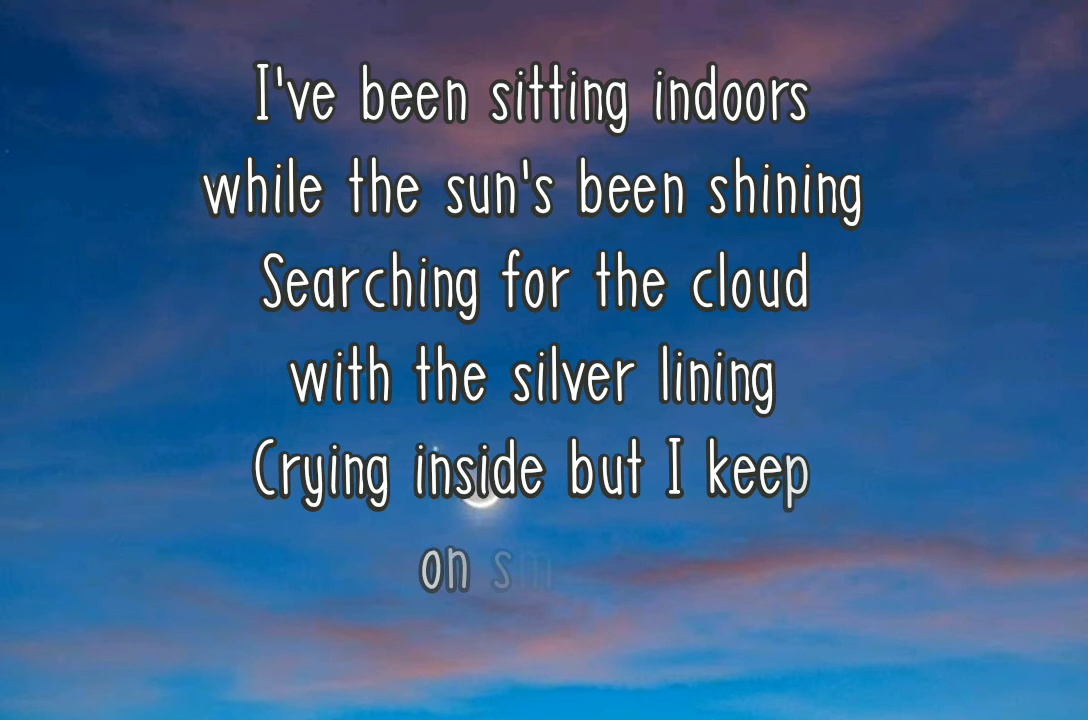 I've been sitting indoors
while the sun's been shining
Searching for the cloud
with the silver lining
Crying inside but I keep
on sm